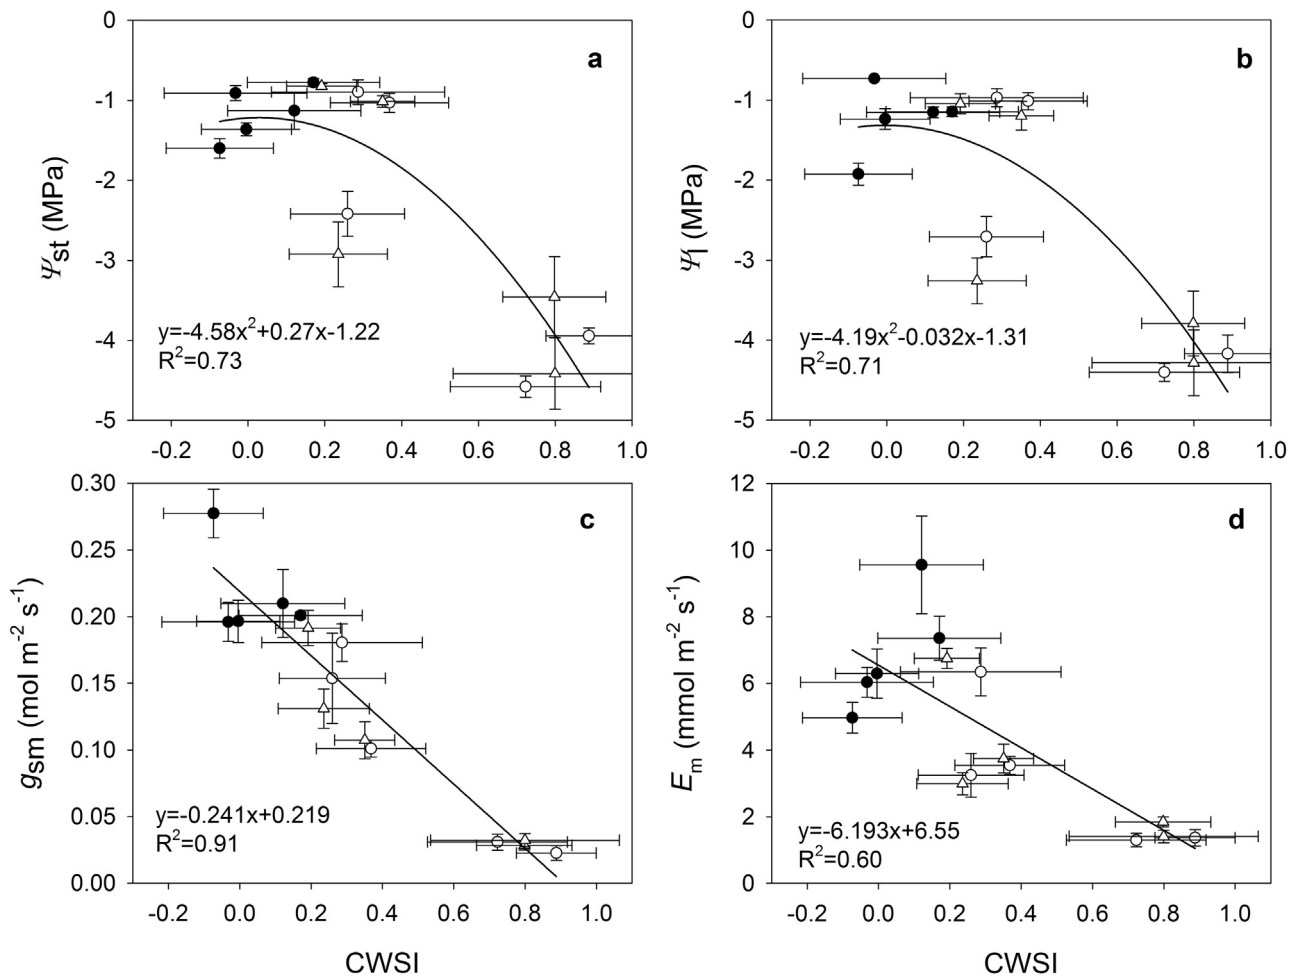 0
-1
-2
-3
-4
-5
Ψst (MPa)
a
y=-4.58x²+0.27x-1.22
R²=0.73
-0.2 0.0 0.2 0.4 0.6 0.8 1.0
0
-1
-2
-3
-4
-5
Ψl (MPa)
b
y=-4.19x²-0.032x-1.31
R²=0.71
-0.2 0.0 0.2 0.4 0.6 0.8 1.0
0.30
0.25
0.20
0.15
0.10
0.05
0.00
gsm (mol m⁻² s⁻¹)
c
y=-0.241x+0.219
R²=0.91
-0.2 0.0 0.2 0.4 0.6 0.8 1.0
CWSI
12
10
8
6
4
2
0
Em (mmol m⁻² s⁻¹)
d
y=-6.193x+6.55
R²=0.60
-0.2 0.0 0.2 0.4 0.6 0.8 1.0
CWSI